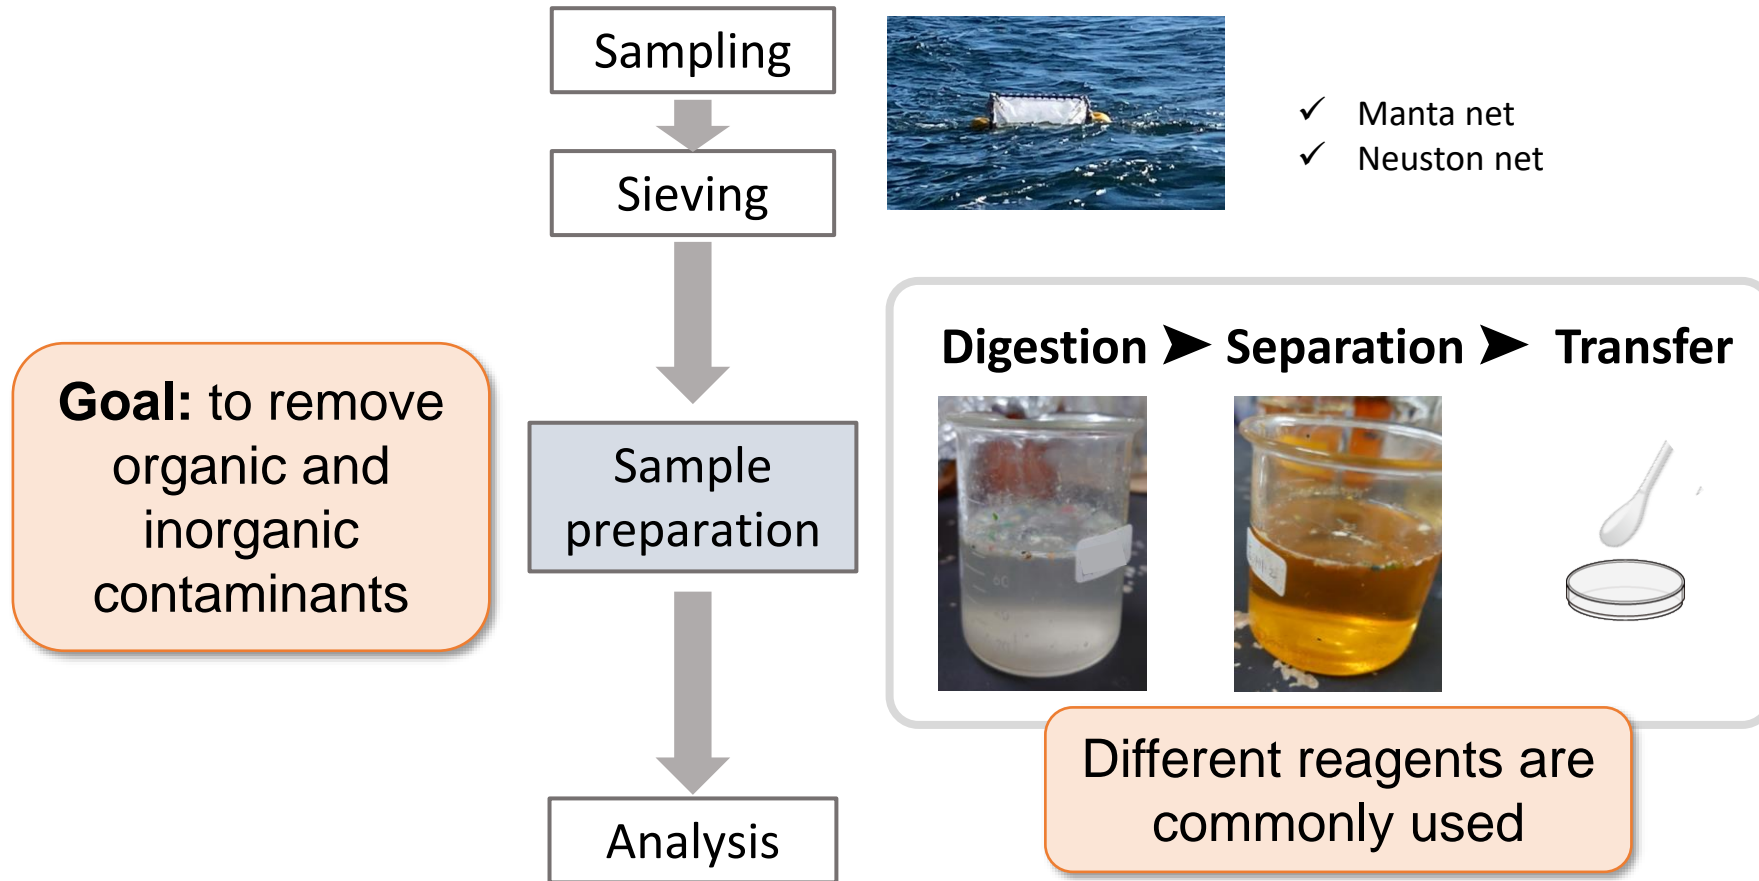 Sampling
✓ Manta net
✓ Neuston net
Sieving
Digestion ➤ Separation ➤ Transfer
Goal: to remove
organic and
inorganic
contaminants
Sample
preparation
Different reagents are
commonly used
Analysis